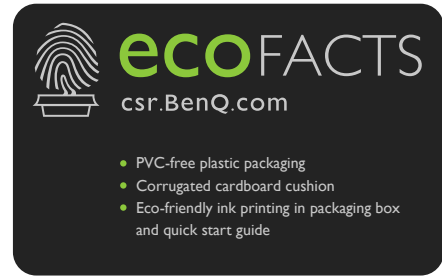 ecoFACTS
csr.BenQ.com
• PVC-free plastic packaging
• Corrugated cardboard cushion
• Eco-friendly ink printing in packaging box
and quick start guide